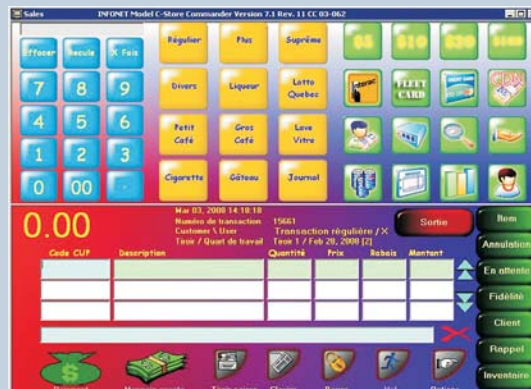 Sales INFONET Model C-Store Commander Version 7.1 Rev. 11 CC 03-062
Effacer Recule X Fois
7 8 9
4 5 6
1 2 3
0 00 .
Régulier Plus Suprême
Divers Liqueur Lotto Quebec
Petit Café Gros Café Lave Vitre
Cigarette Gâteau Journal
$5 $10 $20
Interac FLEET CARD
0.00
Mar 03, 2008 14:18:18
Numéro de transaction 15661
Customer \ User Transaction régulière / X
Tiroir / Quart de travail Tiroir 1 / Feb 28, 2008 [2]
Sortie
Code CUP Description Quantité Prix Rabais Montant
Item
Annulation
En attente
Fidélité
Client
Rappel
Inventaire